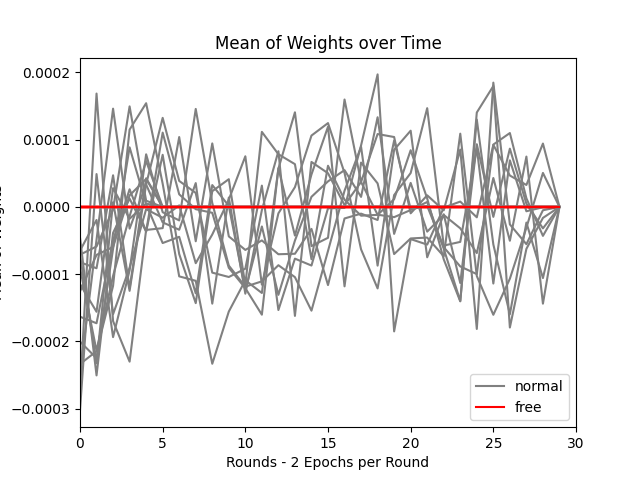 Mean of Weights over Time
0.0002
0.0001
0.0000
−0.0001
−0.0002
−0.0003
0 5 10 15 20 25 30
Rounds - 2 Epochs per Round
normal
free